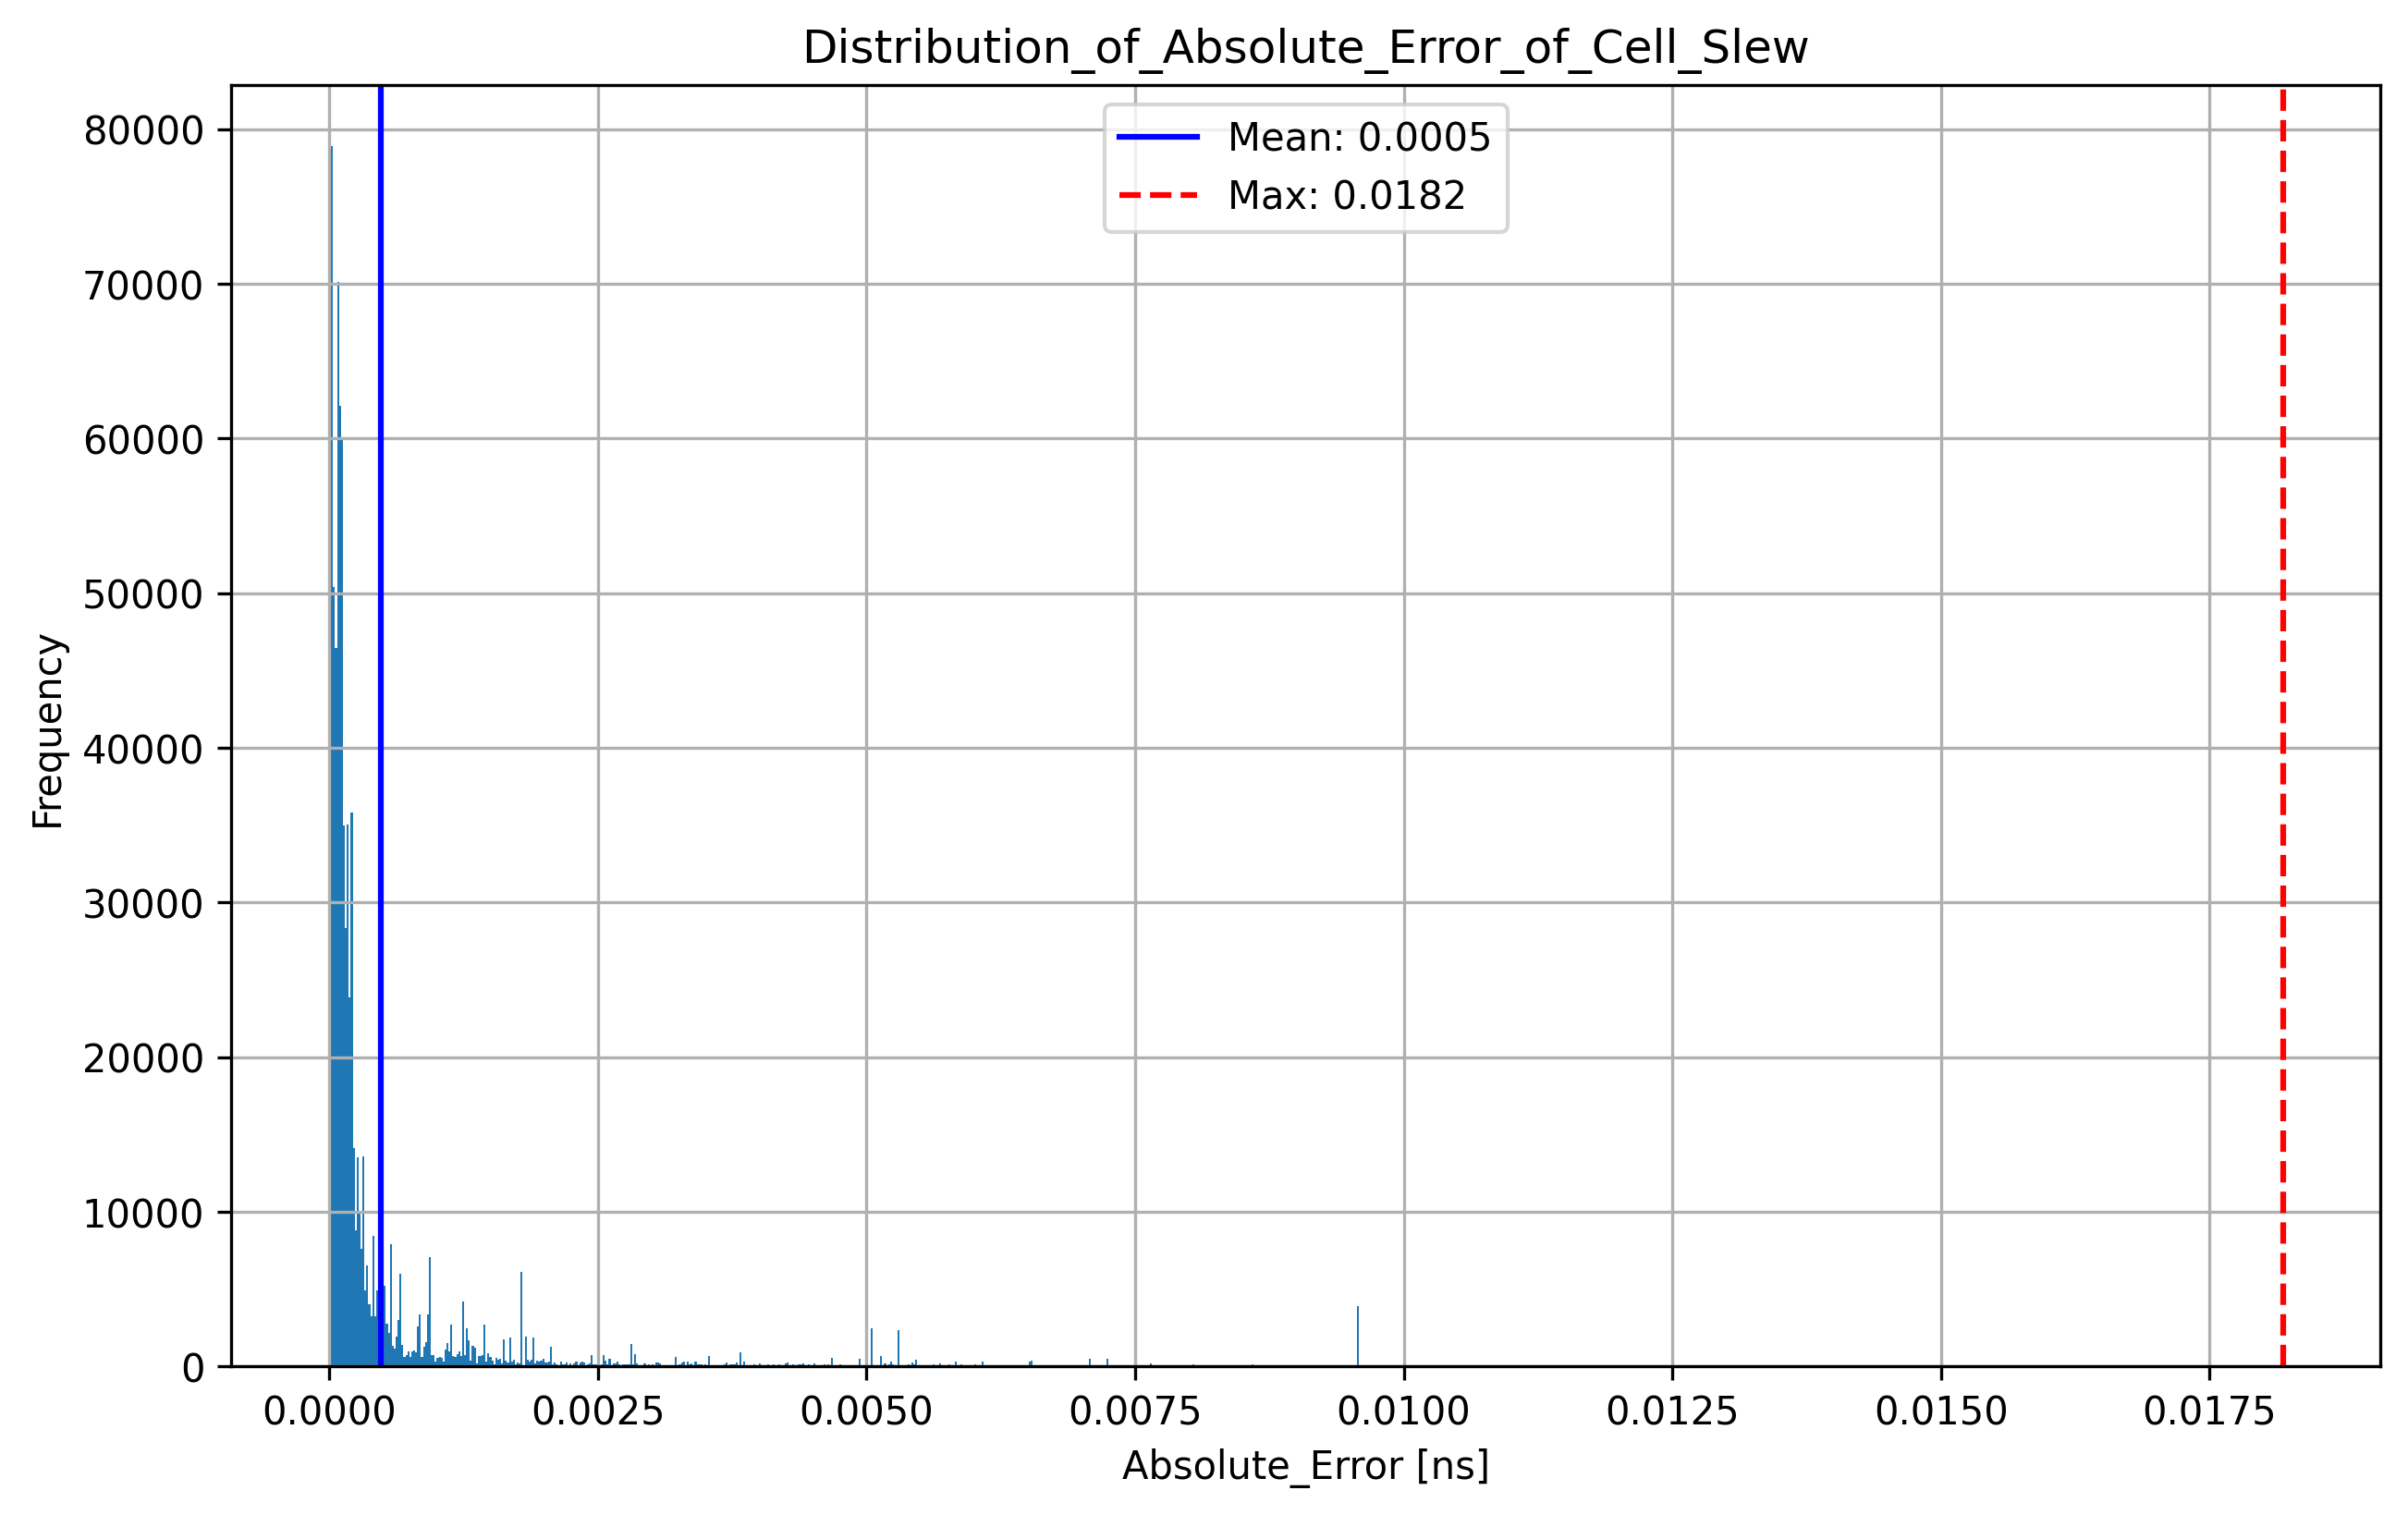 Distribution_of_Absolute_Error_of_Cell_Slew
Mean: 0.0005
Max: 0.0182
80000
70000
60000
50000
40000
30000
20000
10000
0
Frequency
0.0000 0.0025 0.0050 0.0075 0.0100 0.0125 0.0150 0.0175
Absolute_Error [ns]